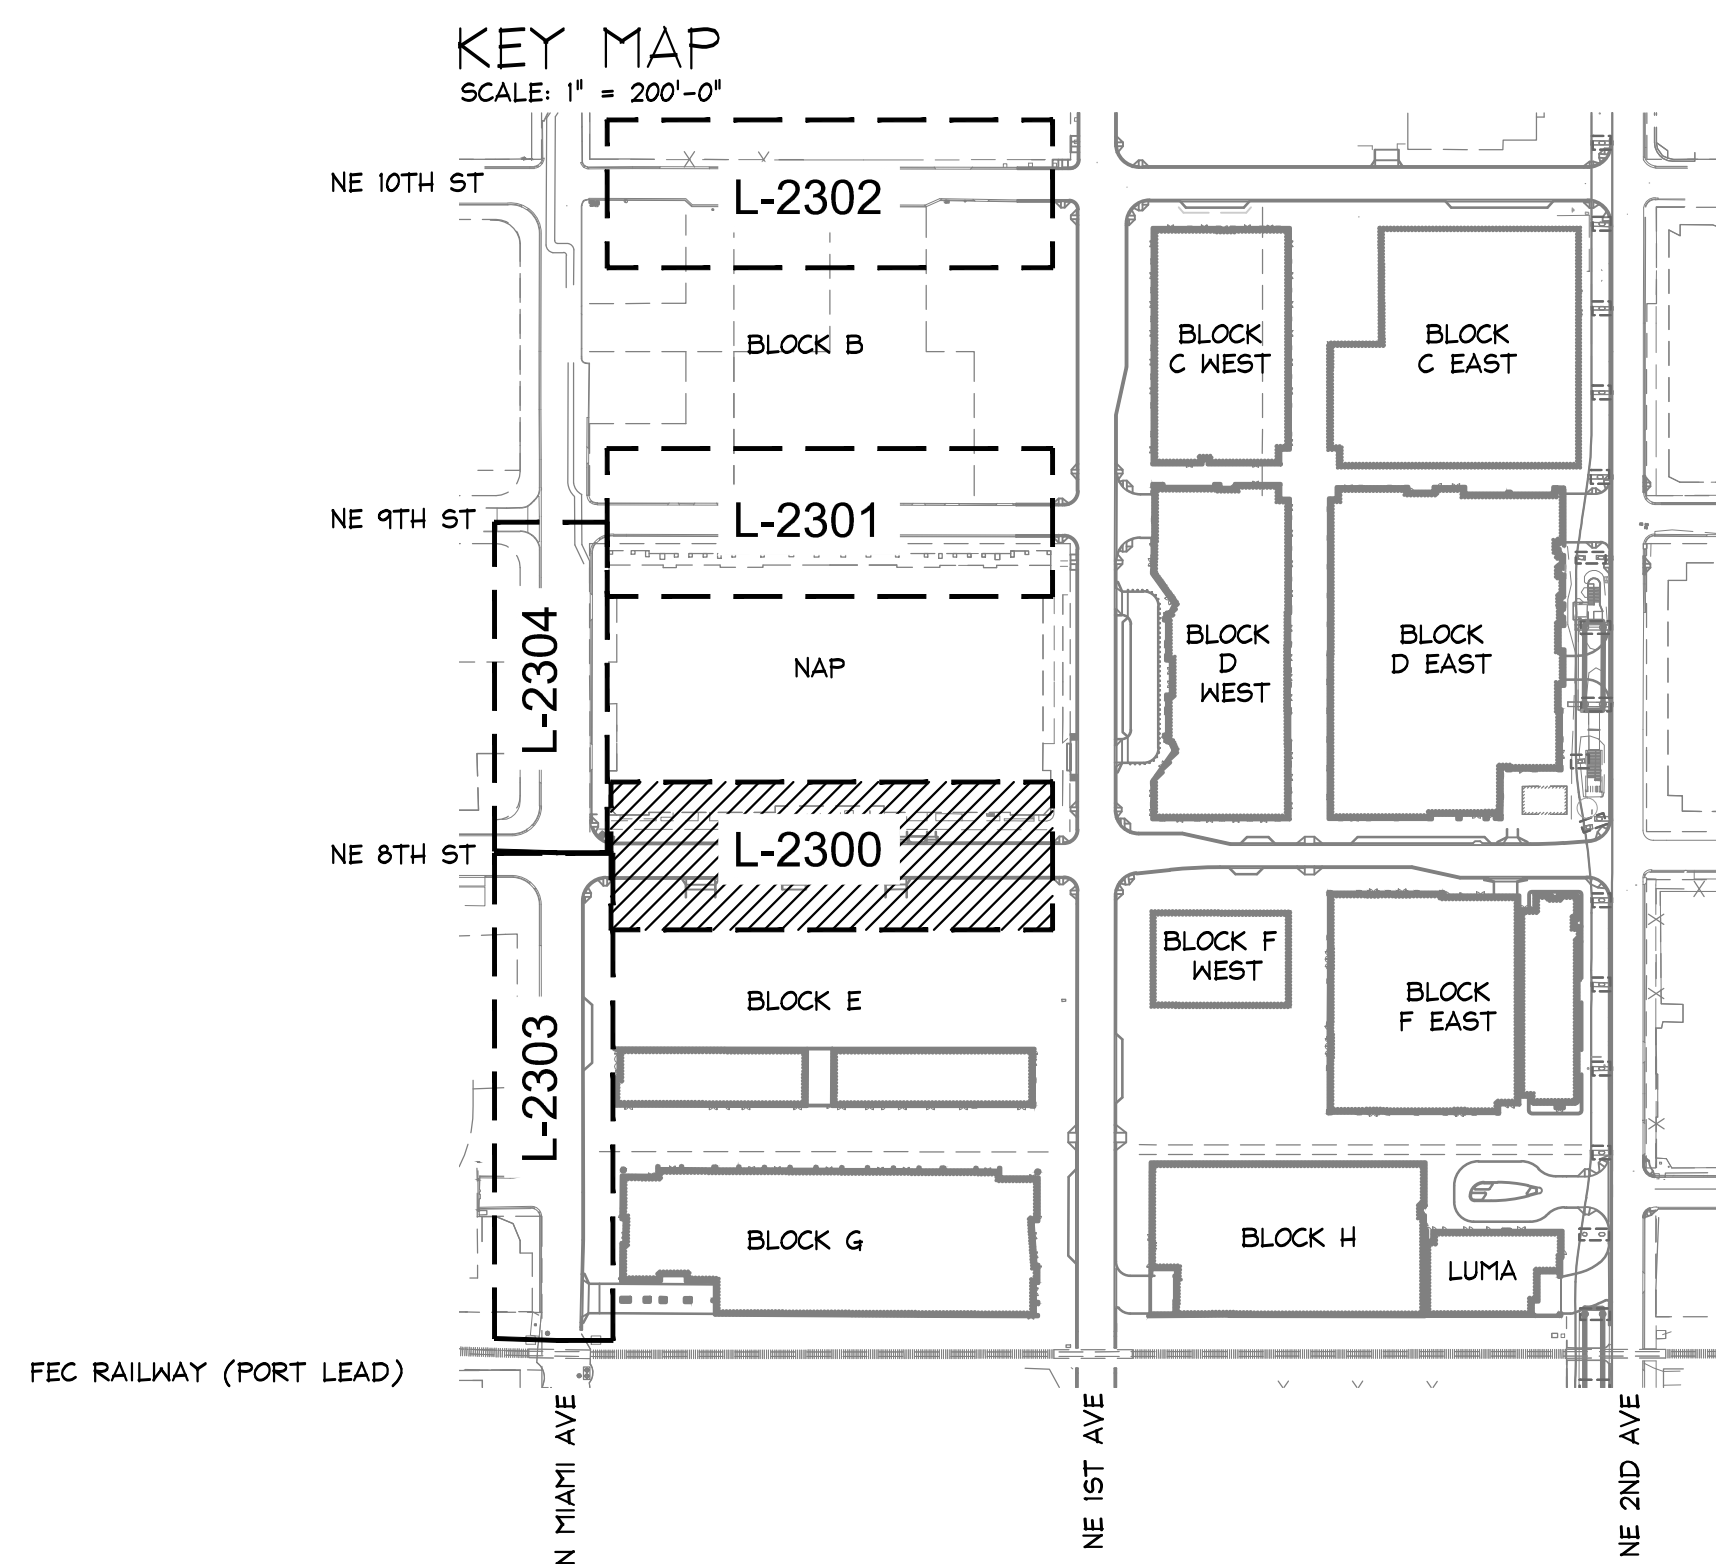 KEY MAP
SCALE: 1" = 200'-0"
NE 10TH ST
L-2302
BLOCK B
BLOCK
C WEST
BLOCK
C EAST
NE 9TH ST
L-2301
L-2304
NAP
BLOCK
D
WEST
BLOCK
D EAST
NE 8TH ST
L-2300
BLOCK F
WEST
BLOCK E
BLOCK
F EAST
L-2303
BLOCK G
BLOCK H
LUMA
FEC RAILWAY (PORT LEAD)
N MIAMI AVE
NE 1ST AVE
NE 2ND AVE